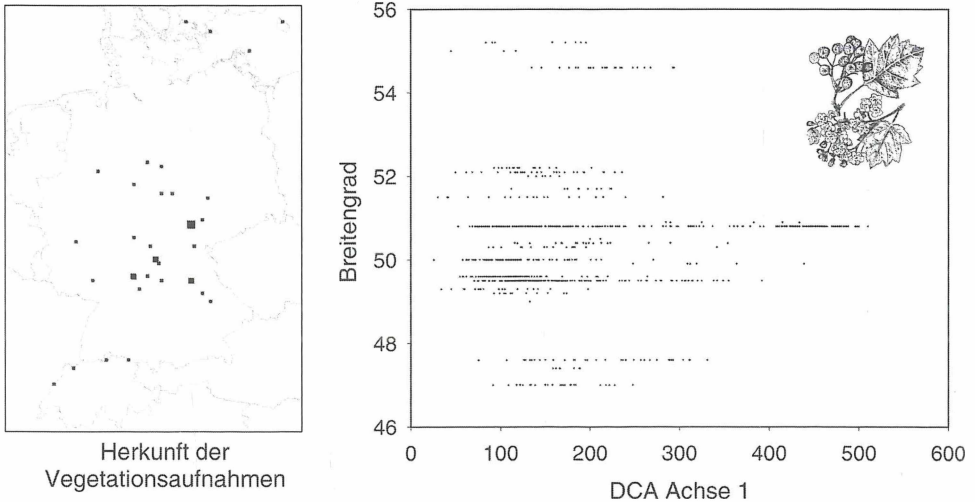 Herkunft der
Vegetationsaufnahmen
Breitengrad
56
54
52
50
48
46
0 100 200 300 400 500 600
DCA Achse 1